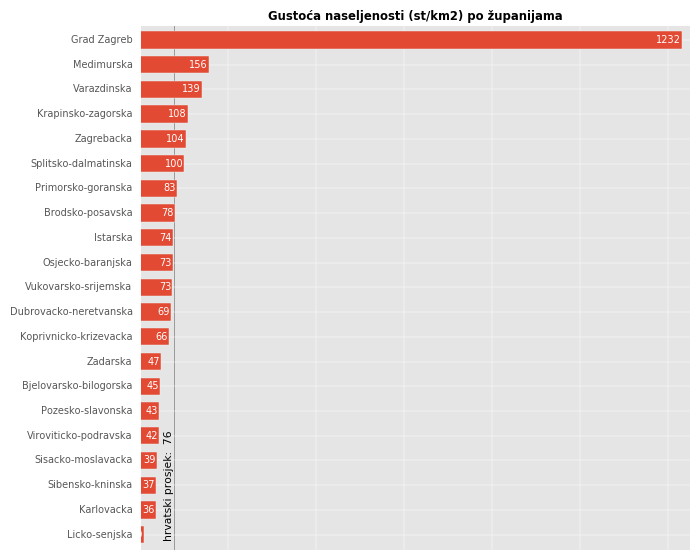 Gustoća naseljenosti (st/km2) po županijama
Grad Zagreb 1232
Medimurska 156
Varazdinska 139
Krapinsko-zagorska 108
Zagrebacka 104
Splitsko-dalmatinska 100
Primorsko-goranska 83
Brodsko-posavska 78
Istarska 74
Osjecko-baranjska 73
Vukovarsko-srijemska 73
Dubrovacko-neretvanska 69
Koprivnicko-krizevacka 66
Zadarska 47
Bjelovarsko-bilogorska 45
Pozesko-slavonska 43
Viroviticko-podravska 42
Sisacko-moslavacka 39
Sibensko-kninska 37
Karlovacka 36
Licko-senjska
hrvatski prosjek: 76